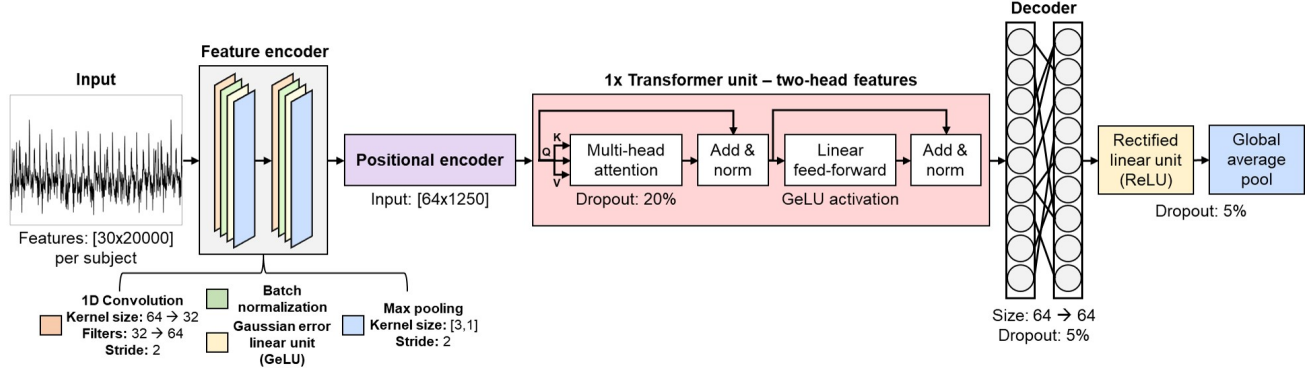 Input
Features: [30x20000]
per subject
Feature encoder
1D Convolution
Kernel size: 64 → 32
Filters: 32 → 64
Stride: 2
Batch
normalization
Gaussian error
linear unit
(GeLU)
Max pooling
Kernel size: [3,1]
Stride: 2
Positional encoder
Input: [64x1250]
1x Transformer unit – two-head features
K
Q
V
Multi-head
attention
Dropout: 20%
Add &
norm
Linear
feed-forward
GeLU activation
Add &
norm
Decoder
Size: 64 → 64
Dropout: 5%
Rectified
linear unit
(ReLU)
Global
average
pool
Dropout: 5%